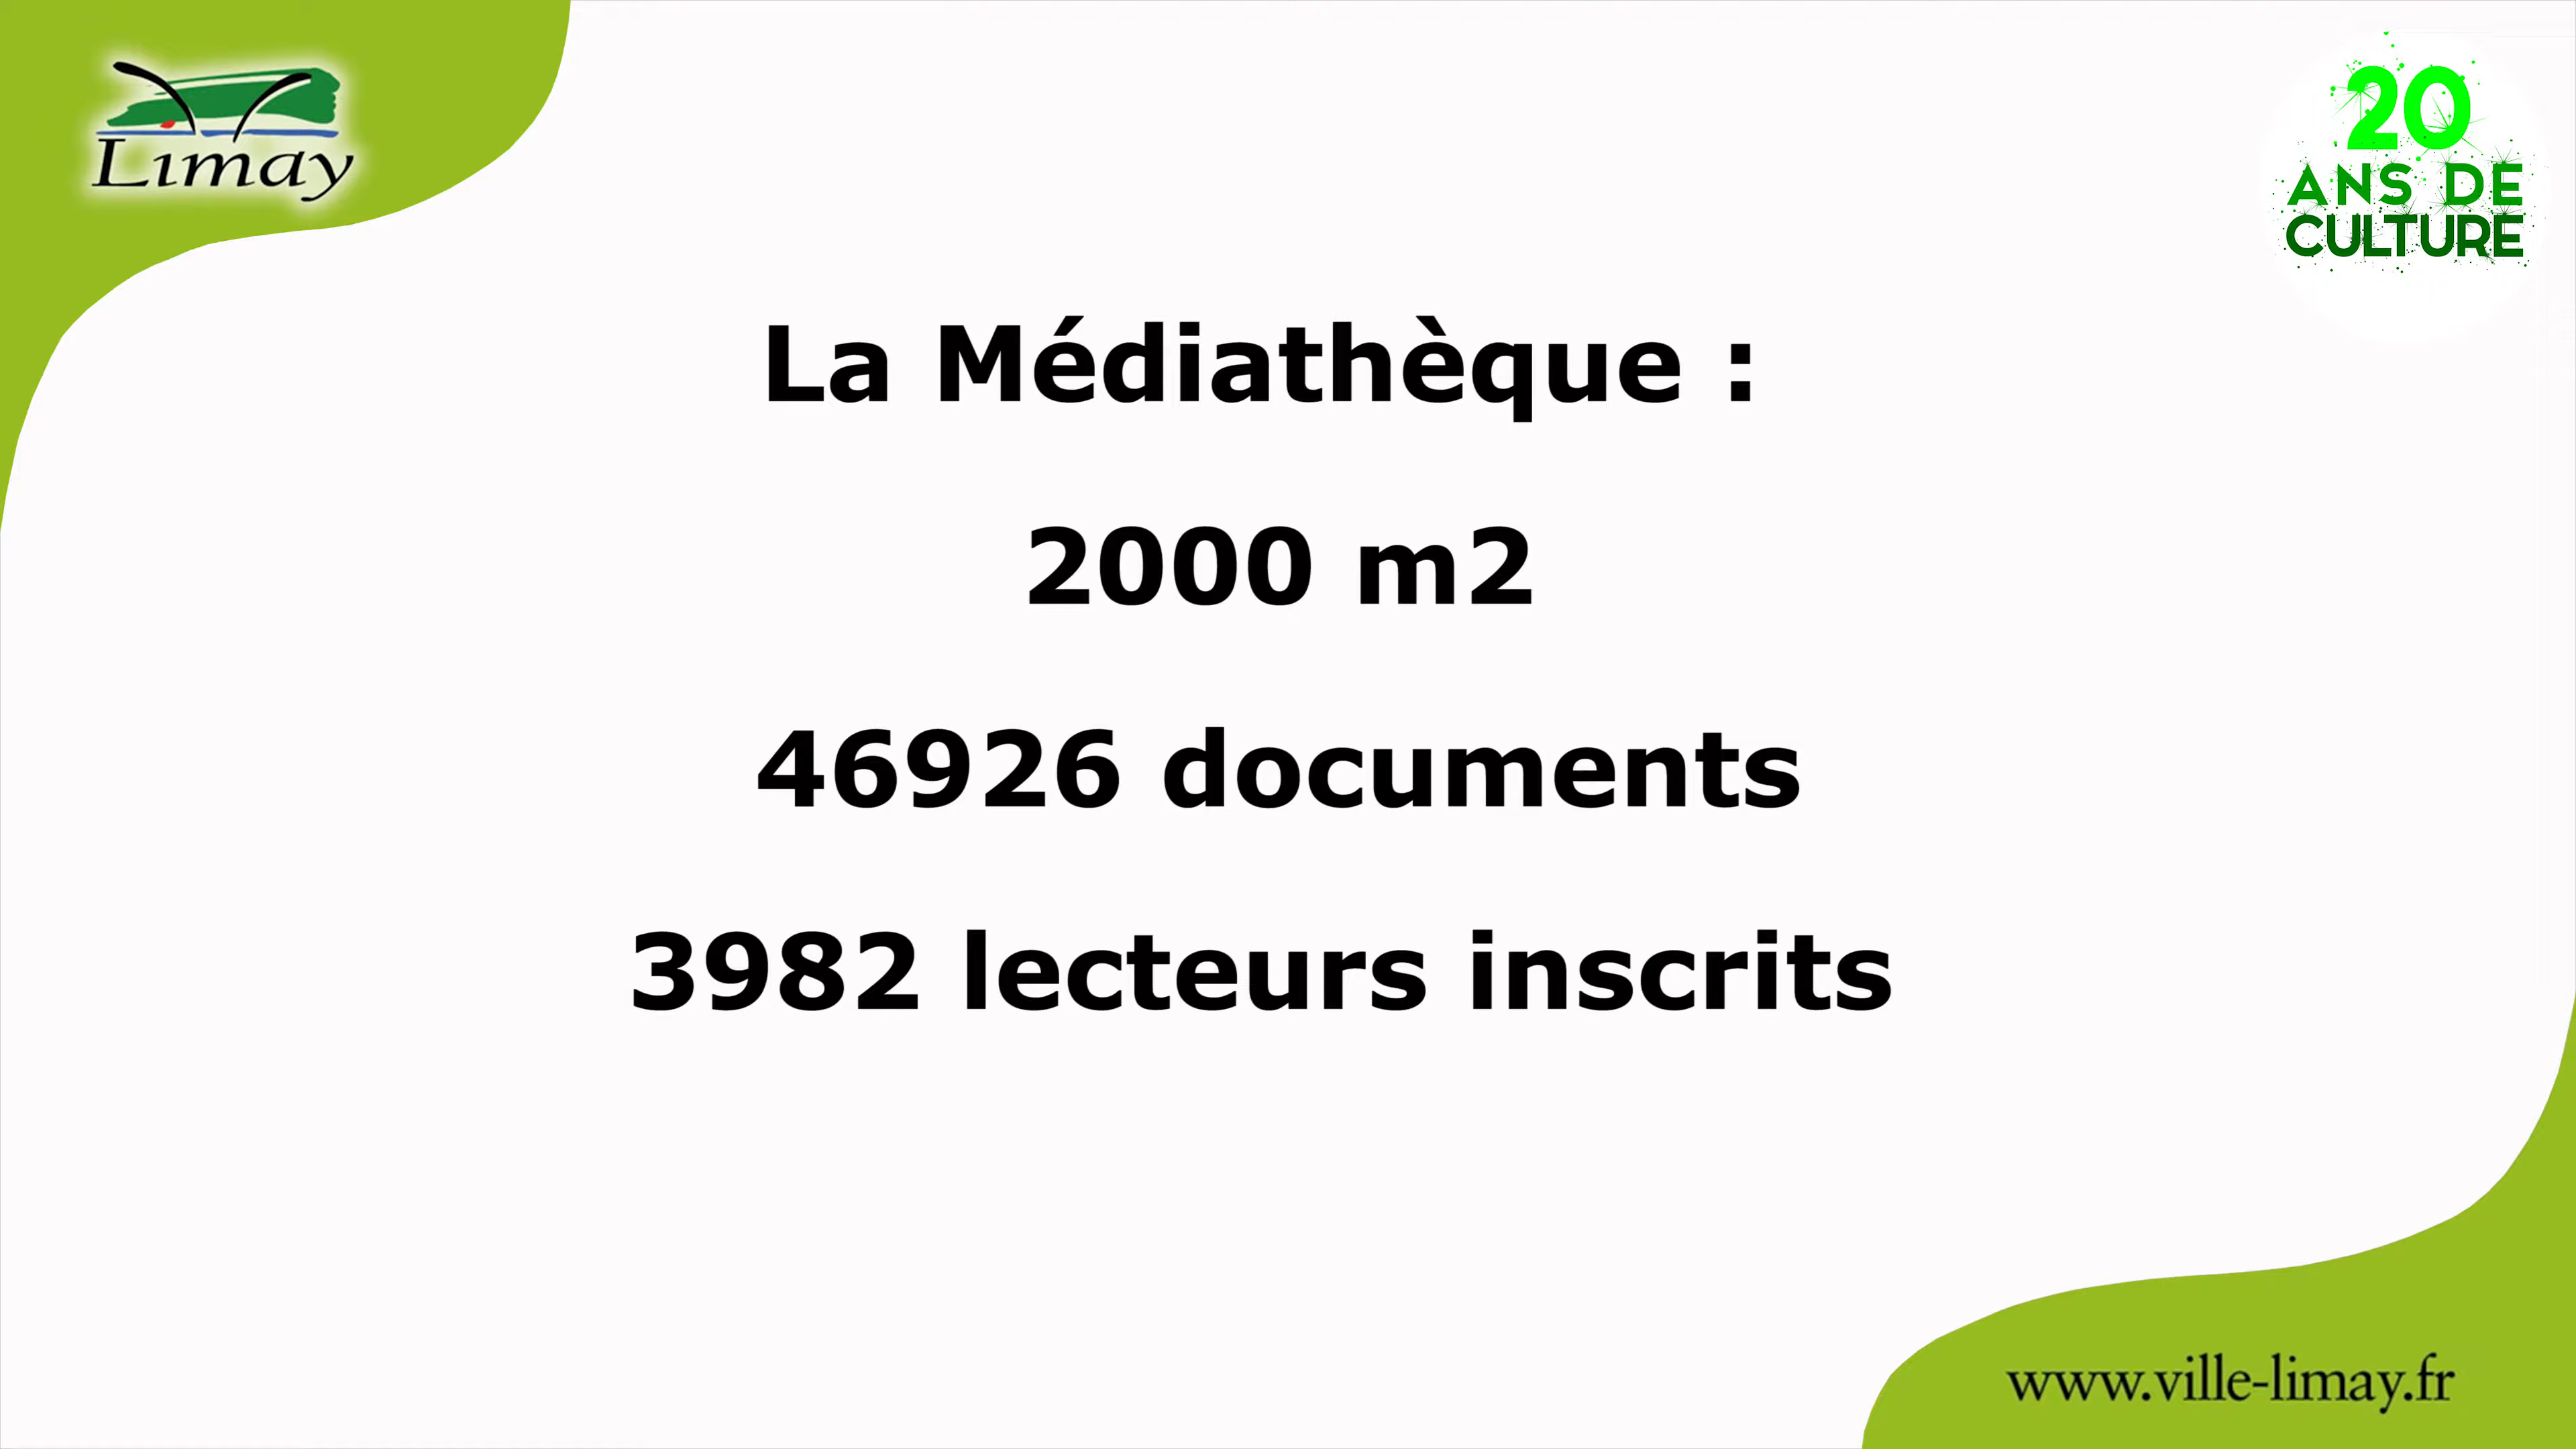 Limay
20
ANS DE
CULTURE
La Médiathèque :
2000 m2
46926 documents
3982 lecteurs inscrits
www.ville-limay.fr